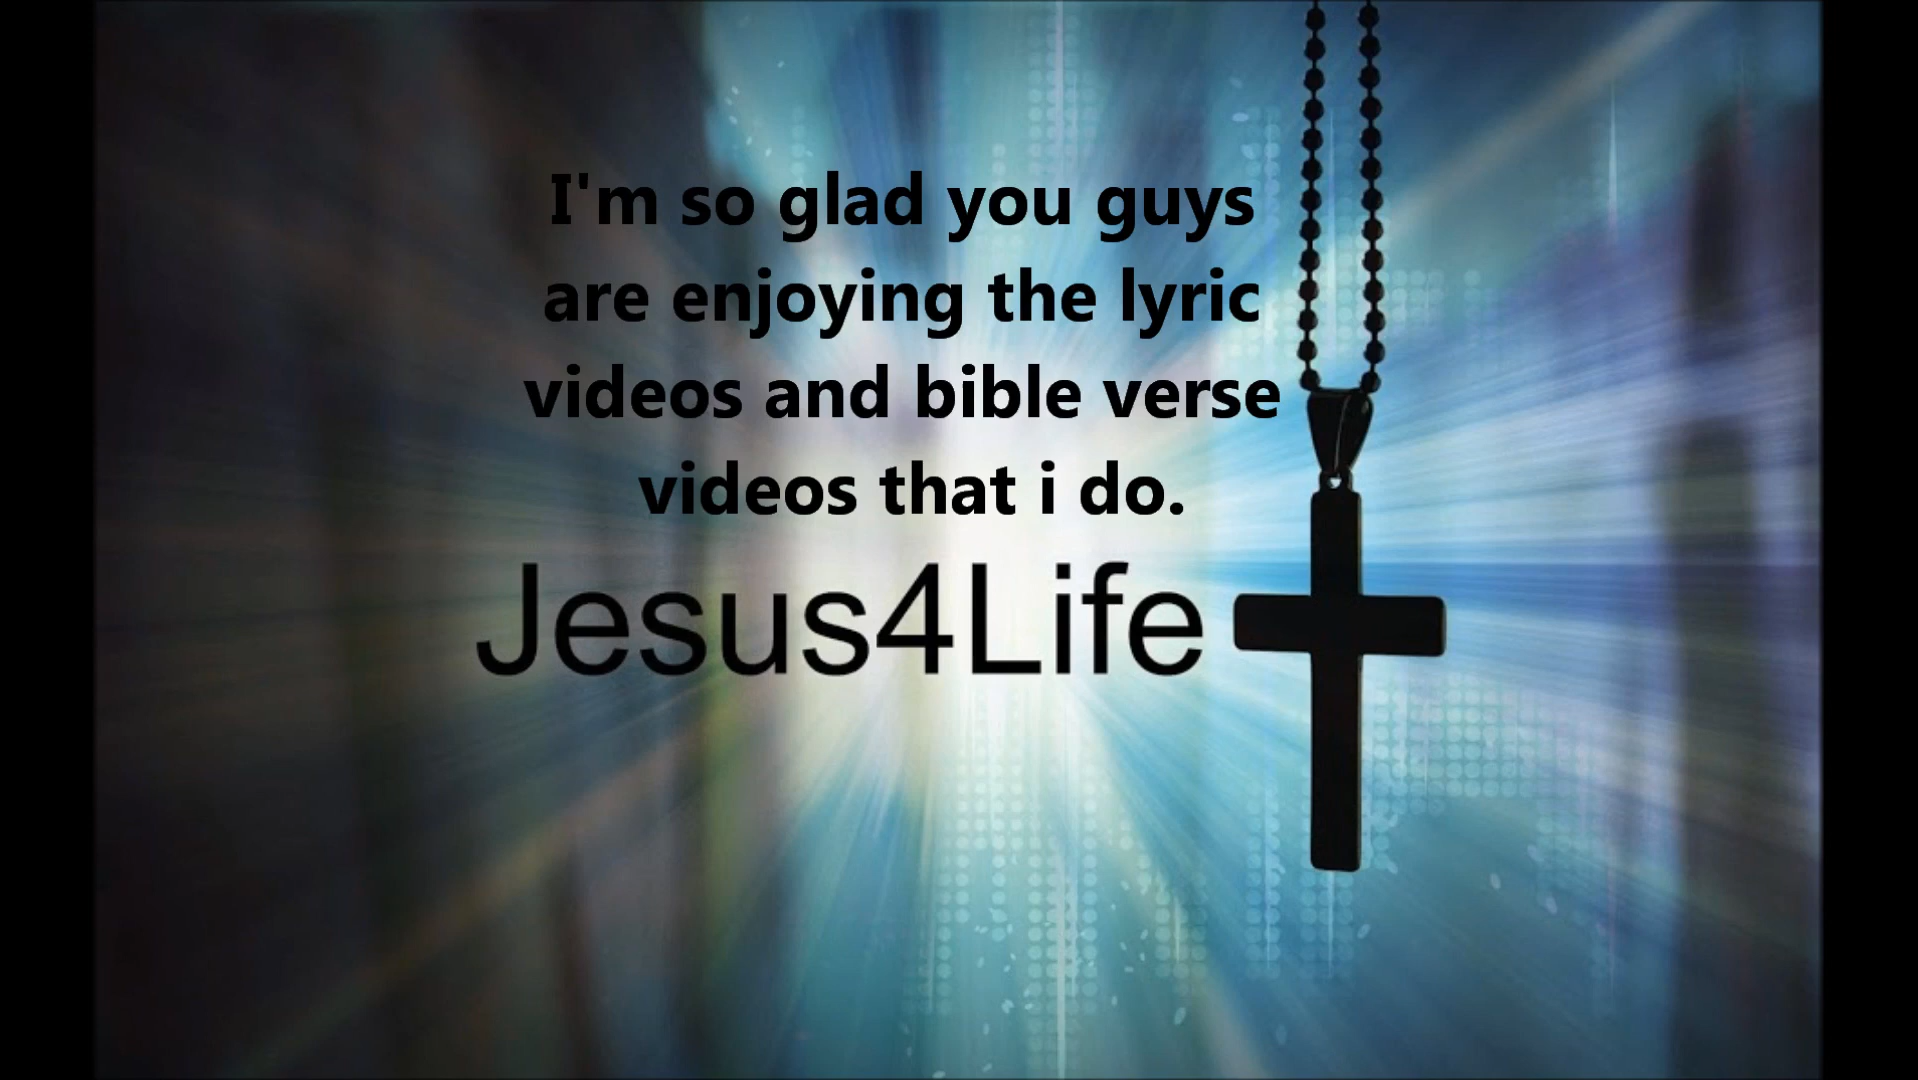 I'm so glad you guys
are enjoying the lyric
videos and bible verse
videos that i do.
Jesus4Life